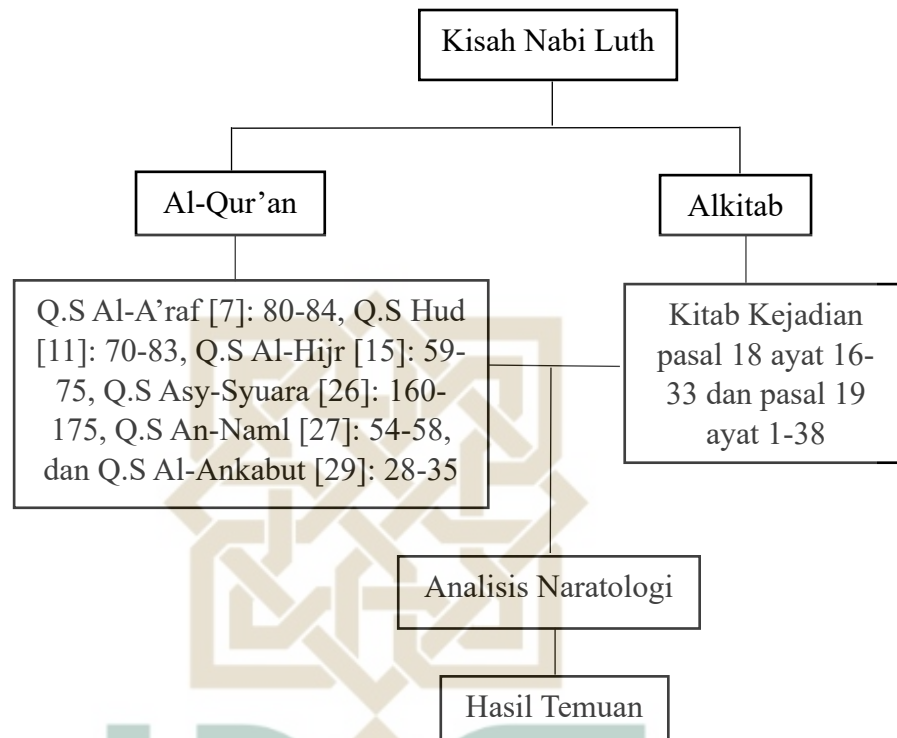 Kisah Nabi Luth
Al-Qur’an
Alkitab
Q.S Al-A’raf [7]: 80-84, Q.S Hud
[11]: 70-83, Q.S Al-Hijr [15]: 59-
75, Q.S Asy-Syuara [26]: 160-
175, Q.S An-Naml [27]: 54-58,
dan Q.S Al-Ankabut [29]: 28-35
Kitab Kejadian
pasal 18 ayat 16-
33 dan pasal 19
ayat 1-38
Analisis Naratologi
Hasil Temuan